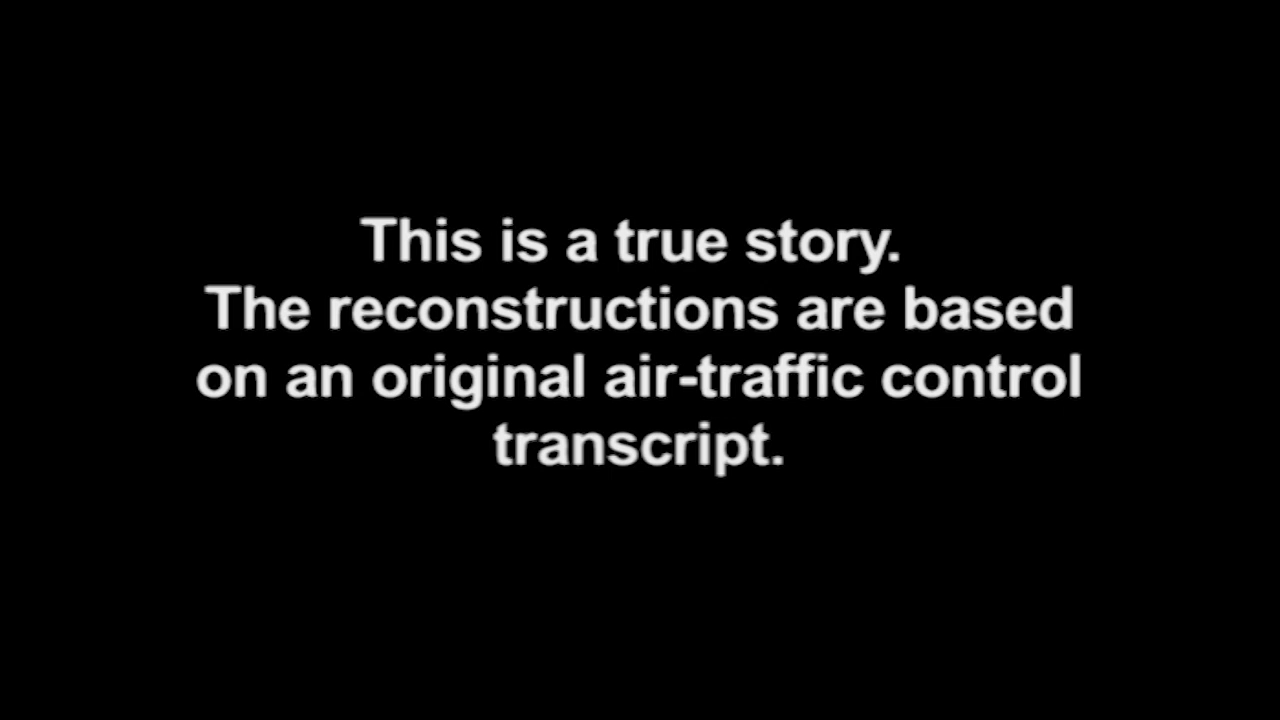 This is a true story.
The reconstructions are based
on an original air-traffic control
transcript.